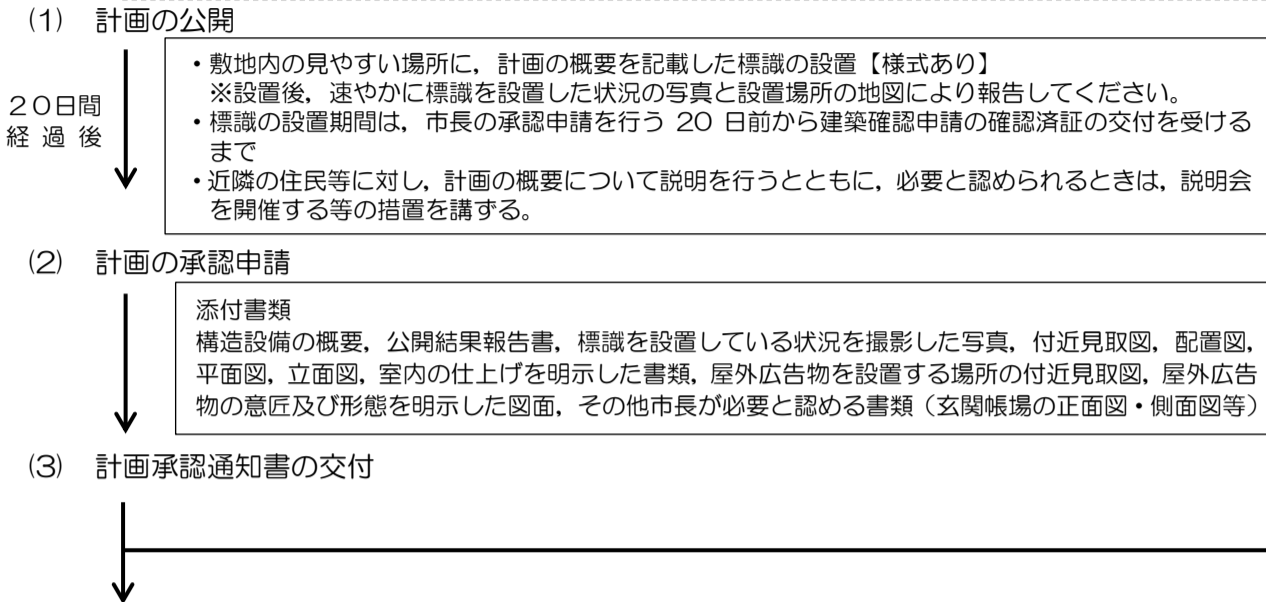 (1) 計画の公開
・敷地内の見やすい場所に，計画の概要を記載した標識の設置【様式あり】
※設置後，速やかに標識を設置した状況の写真と設置場所の地図により報告してください。
・標識の設置期間は，市長の承認申請を行う 20 日前から建築確認申請の確認済証の交付を受ける
まで
・近隣の住民等に対し，計画の概要について説明を行うとともに，必要と認められるときは，説明会
を開催する等の措置を講ずる。
２０日間
経 過 後
(2) 計画の承認申請
添付書類
構造設備の概要，公開結果報告書，標識を設置している状況を撮影した写真，付近見取図，配置図，
平面図，立面図，室内の仕上げを明示した書類，屋外広告物を設置する場所の付近見取図，屋外広告
物の意匠及び形態を明示した図面，その他市長が必要と認める書類（玄関帳場の正面図・側面図等）
(3) 計画承認通知書の交付